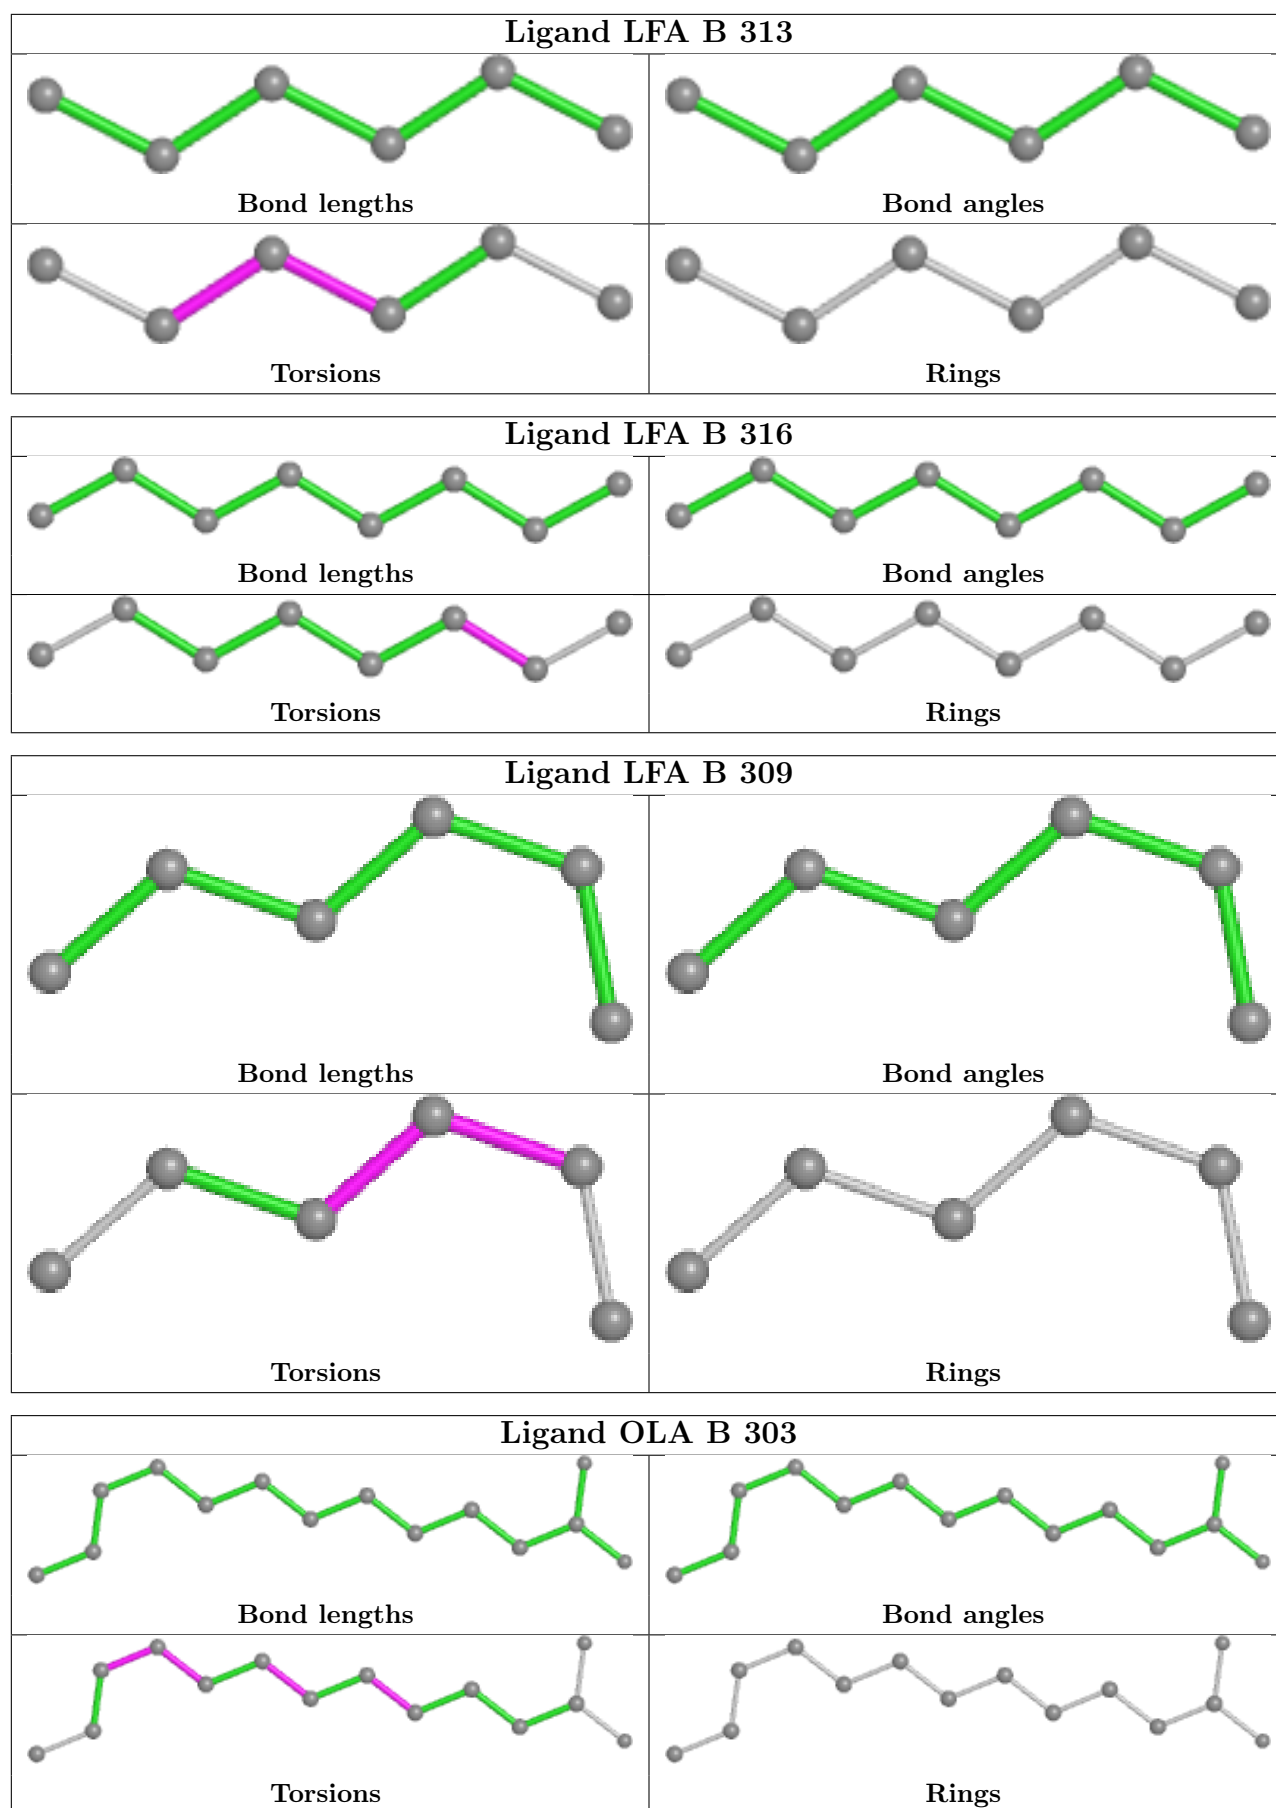 Ligand LFA B 313
Bond lengths
Bond angles
Torsions
Rings
Ligand LFA B 316
Bond lengths
Bond angles
Torsions
Rings
Ligand LFA B 309
Bond lengths
Bond angles
Torsions
Rings
Ligand OLA B 303
Bond lengths
Bond angles
Torsions
Rings